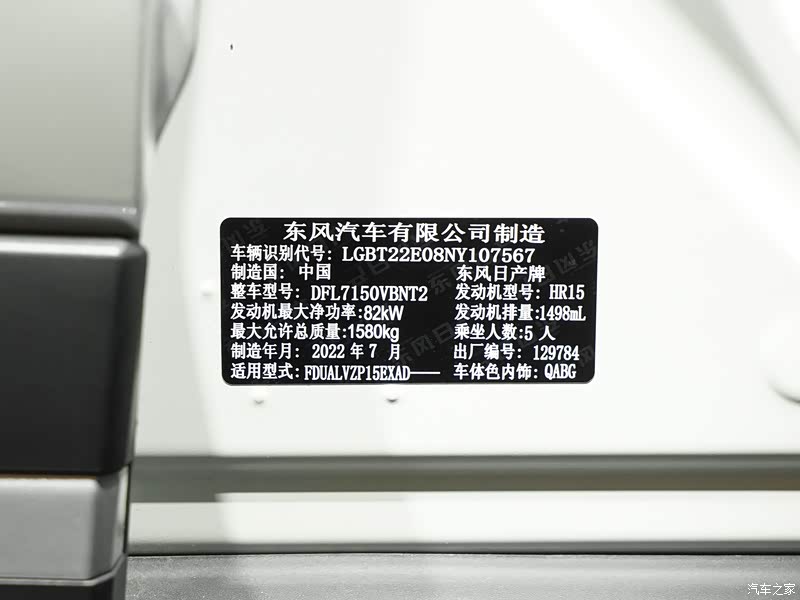 东风汽车有限公司制造
车辆识别代号: LGBT22E08NY107567
制造国: 中国 东风日产牌
整车型号: DFL7150VBNT2 发动机型号: HR15
发动机最大净功率:82kW 发动机排量:1498mL
最大允许总质量:1580kg 乘坐人数:5人
制造年月: 2022年7月 出厂编号: 129784
适用型式: FDUALVZP15EXAD—— 车体色内饰: QABG
汽车之家